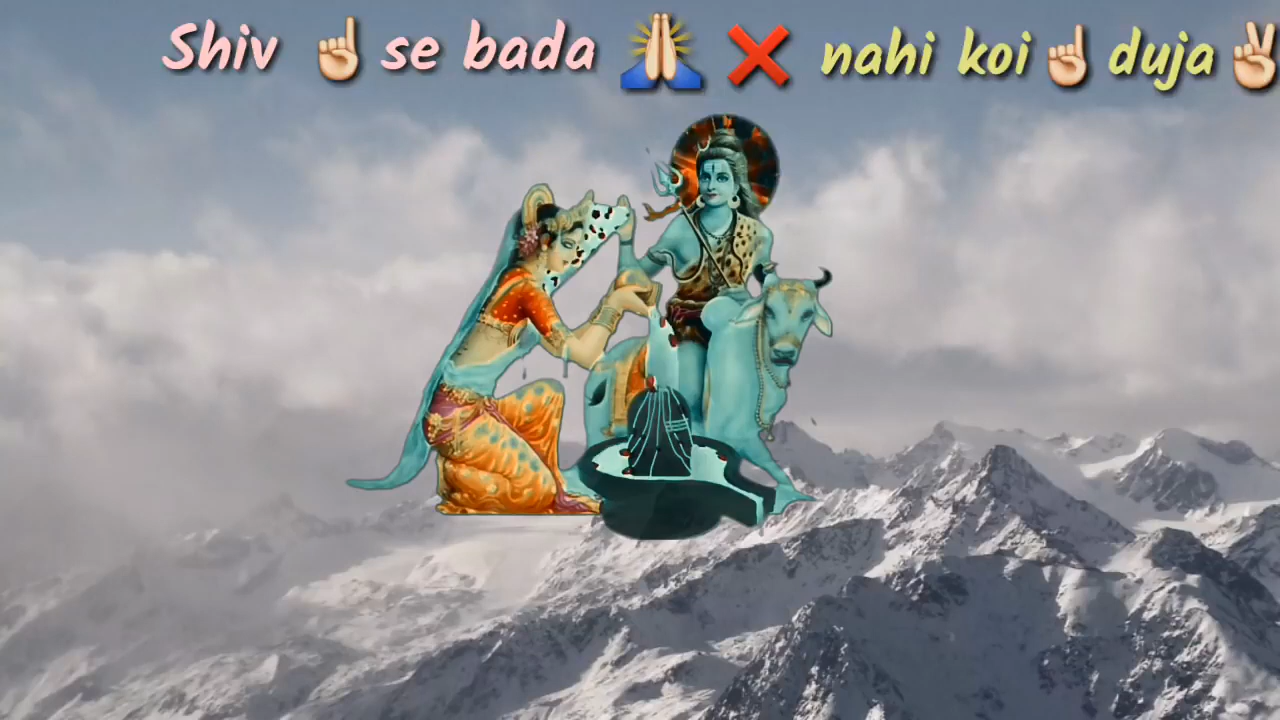 Shiv ☝🏻 se bada 🙏🏻 ❌ nahi koi ☝🏻 duja ✌🏻